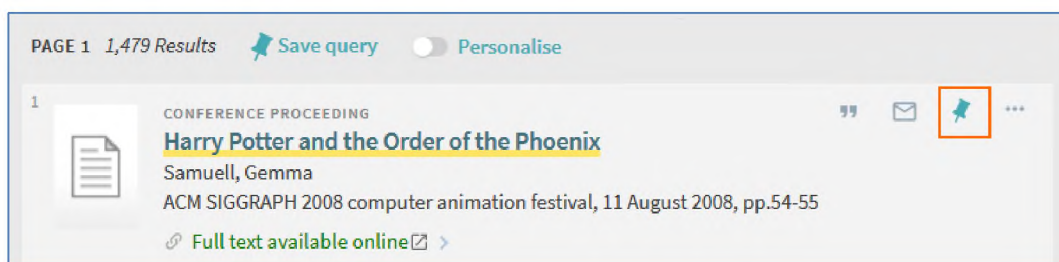 PAGE 1 1,479 Results Save query Personalise
1
CONFERENCE PROCEEDING
Harry Potter and the Order of the Phoenix
Samuell, Gemma
ACM SIGGRAPH 2008 computer animation festival, 11 August 2008, pp.54-55
Full text available online